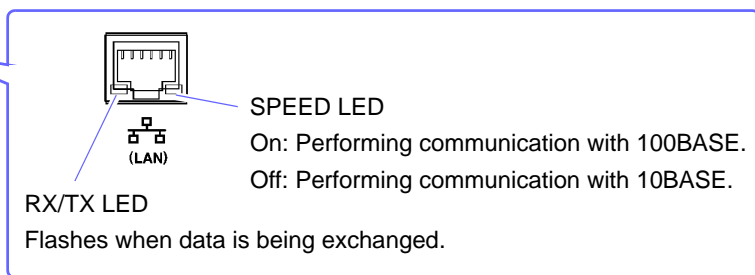 SPEED LED
On: Performing communication with 100BASE.
Off: Performing communication with 10BASE.
(LAN)
RX/TX LED
Flashes when data is being exchanged.